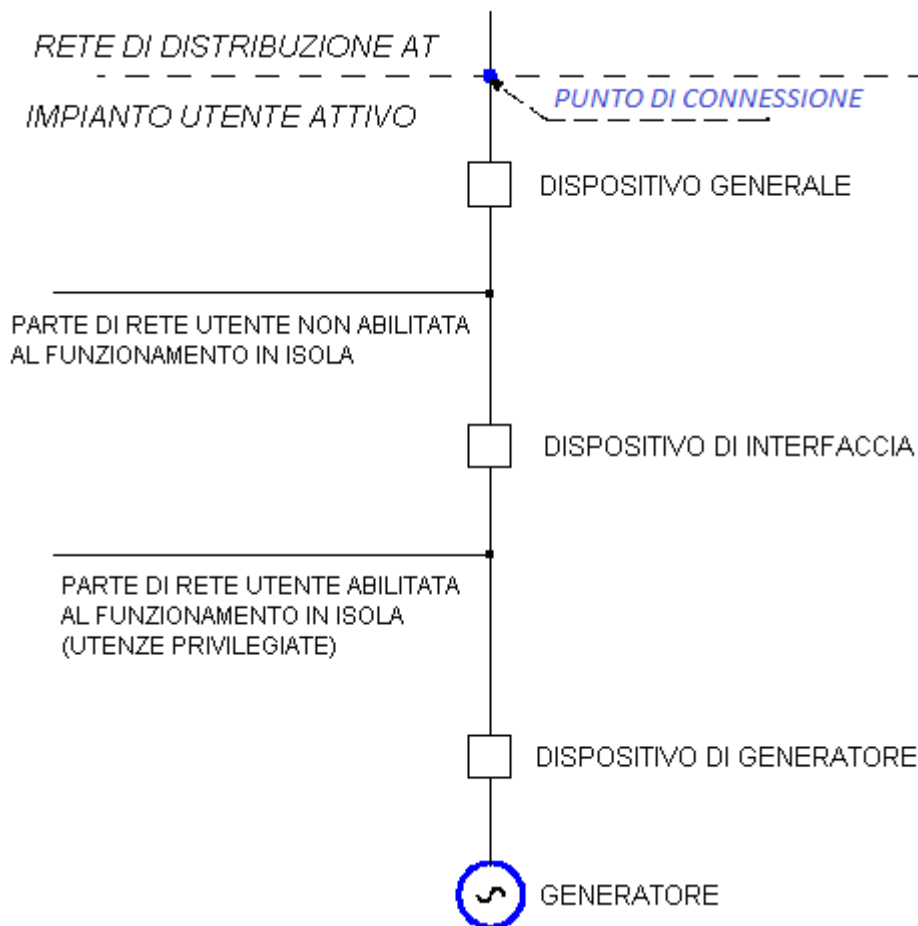 RETE DI DISTRIBUZIONE AT
PUNTO DI CONNESSIONE
IMPIANTO UTENTE ATTIVO
DISPOSITIVO GENERALE
PARTE DI RETE UTENTE NON ABILITATA
AL FUNZIONAMENTO IN ISOLA
DISPOSITIVO DI INTERFACCIA
PARTE DI RETE UTENTE ABILITATA
AL FUNZIONAMENTO IN ISOLA
(UTENZE PRIVILEGIATE)
DISPOSITIVO DI GENERATORE
GENERATORE